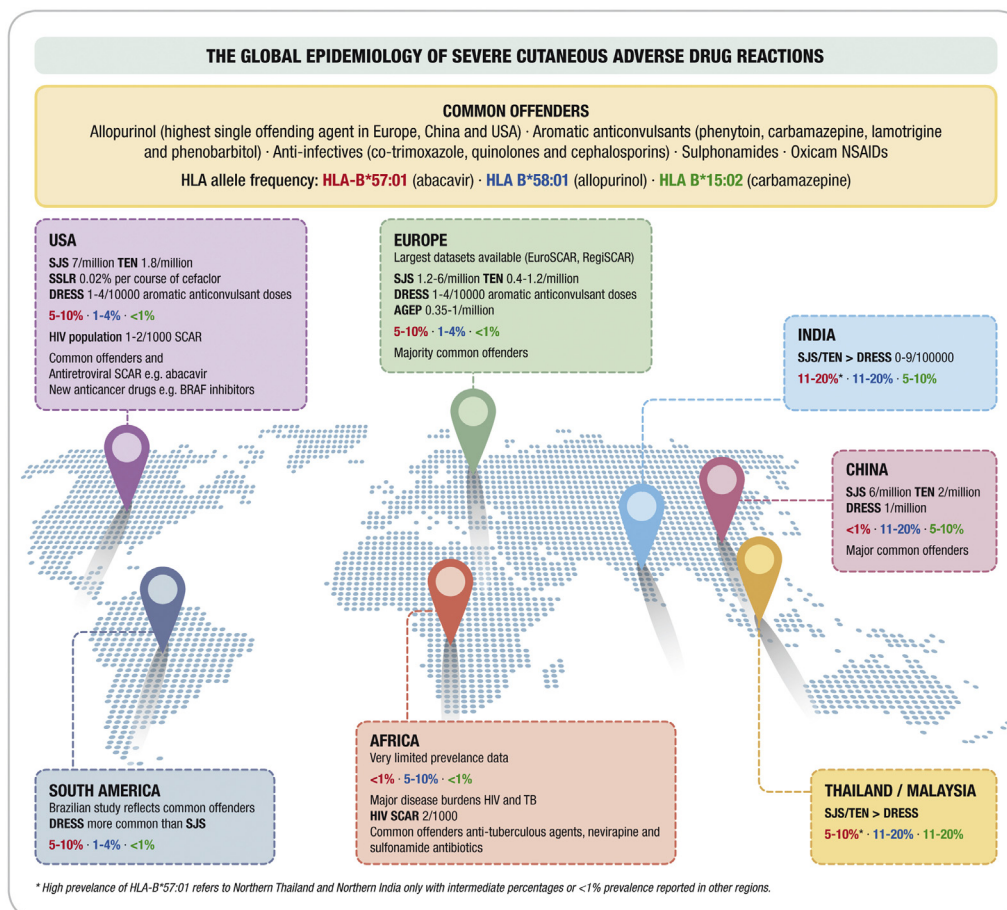 THE GLOBAL EPIDEMIOLOGY OF SEVERE CUTANEOUS ADVERSE DRUG REACTIONS
COMMON OFFENDERS
Allopurinol (highest single offending agent in Europe, China and USA) · Aromatic anticonvulsants (phenytoin, carbamazepine, lamotrigine
and phenobarbitol) · Anti-infectives (co-trimoxazole, quinolones and cephalosporins) · Sulphonamides · Oxicam NSAIDs
HLA allele frequency: HLA-B*57:01 (abacavir) · HLA B*58:01 (allopurinol) · HLA B*15:02 (carbamazepine)
USA
SJS 7/million TEN 1.8/million
SSLR 0.02% per course of cefaclor
DRESS 1-4/10000 aromatic anticonvulsant doses
5-10% · 1-4% · <1%
HIV population 1-2/1000 SCAR
Common offenders and
Antiretroviral SCAR e.g. abacavir
New anticancer drugs e.g. BRAF inhibitors
EUROPE
Largest datasets available (EuroSCAR, RegiSCAR)
SJS 1.2-6/million TEN 0.4-1.2/million
DRESS 1-4/10000 aromatic anticonvulsant doses
AGEP 0.35-1/million
5-10% · 1-4% · <1%
Majority common offenders
INDIA
SJS/TEN > DRESS 0-9/100000
11-20%* · 11-20% · 5-10%
CHINA
SJS 6/million TEN 2/million
DRESS 1/million
<1% · 11-20% · 5-10%
Major common offenders
SOUTH AMERICA
Brazilian study reflects common offenders
DRESS more common than SJS
5-10% · 1-4% · <1%
AFRICA
Very limited prevelance data
<1% · 5-10% · <1%
Major disease burdens HIV and TB
HIV SCAR 2/1000
Common offenders anti-tuberculous agents, nevirapine and
sulfonamide antibiotics
THAILAND / MALAYSIA
SJS/TEN > DRESS
5-10%* · 11-20% · 11-20%
* High prevelance of HLA-B*57:01 refers to Northern Thailand and Northern India only with intermediate percentages or <1% prevalence reported in other regions.